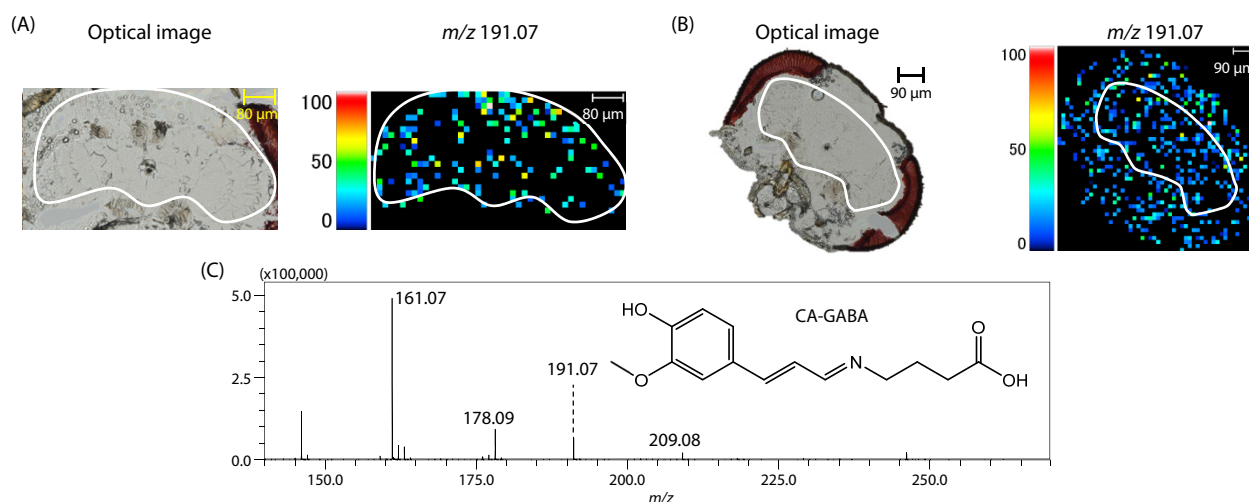 (A)
Optical image
m/z 191.07
80 µm
100
50
0
80 µm
(B)
Optical image
m/z 191.07
90 µm
100
50
0
90 µm
(C)
(x100,000)
5.0
2.5
0.0
161.07
178.09
191.07
209.08
CA-GABA
HO
O
N
O
OH
150.0
175.0
200.0
225.0
250.0
m/z